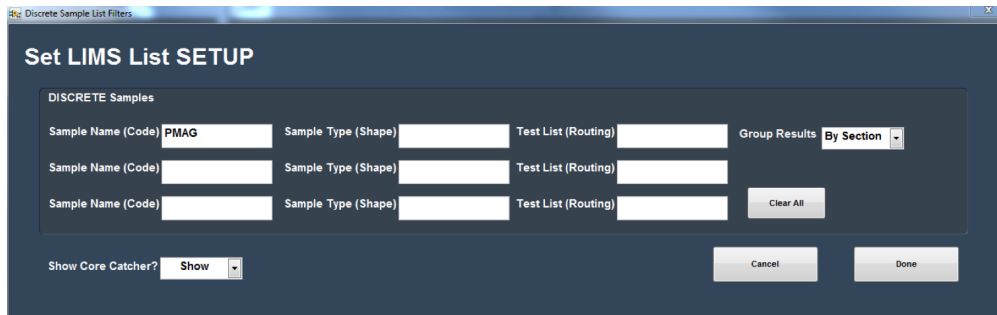 Discrete Sample List Filters
Set LIMS List SETUP
DISCRETE Samples
Sample Name (Code) PMAG Sample Type (Shape) Test List (Routing) Group Results By Section
Sample Name (Code) Sample Type (Shape) Test List (Routing)
Sample Name (Code) Sample Type (Shape) Test List (Routing) Clear All
Show Core Catcher? Show Cancel Done